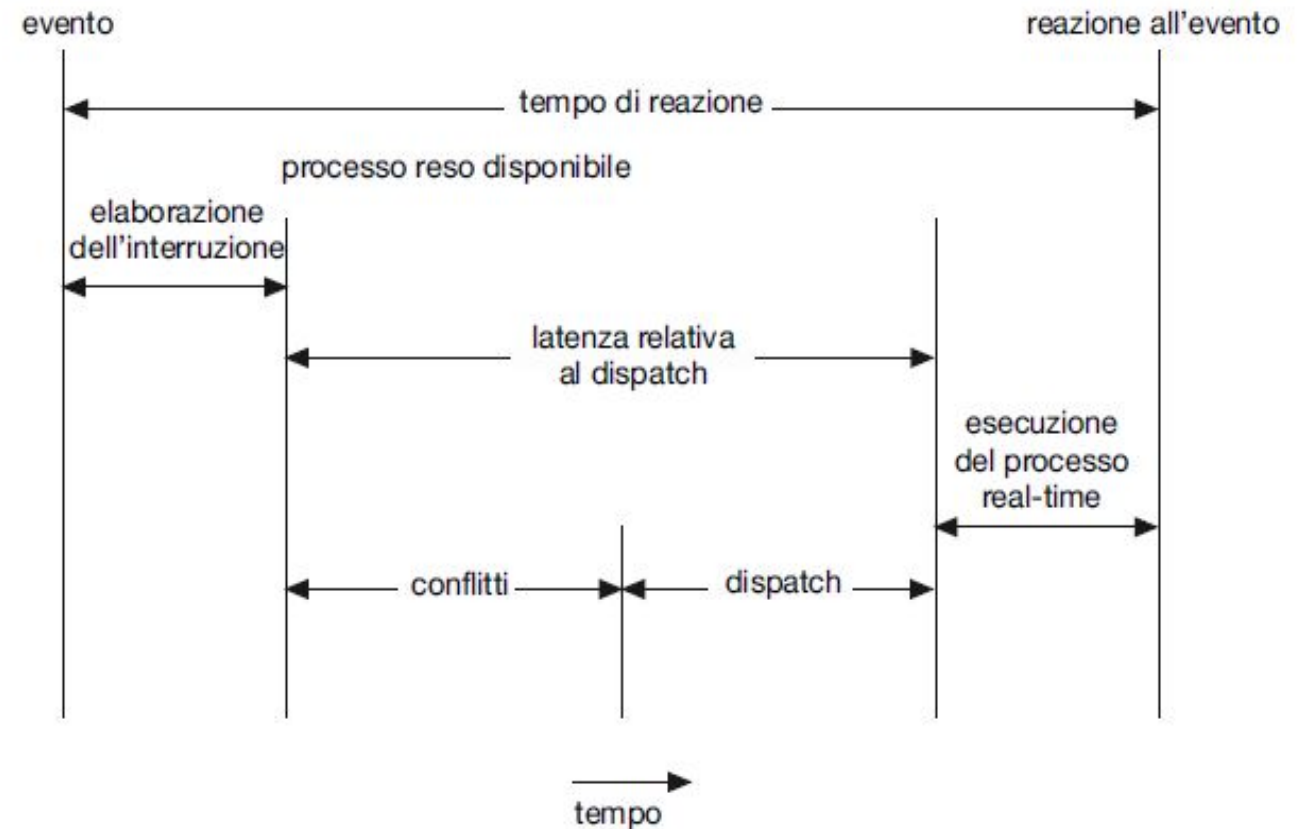 evento
reazione all'evento
tempo di reazione
processo reso disponibile
elaborazione
dell'interruzione
latenza relativa
al dispatch
esecuzione
del processo
real-time
conflitti
dispatch
tempo